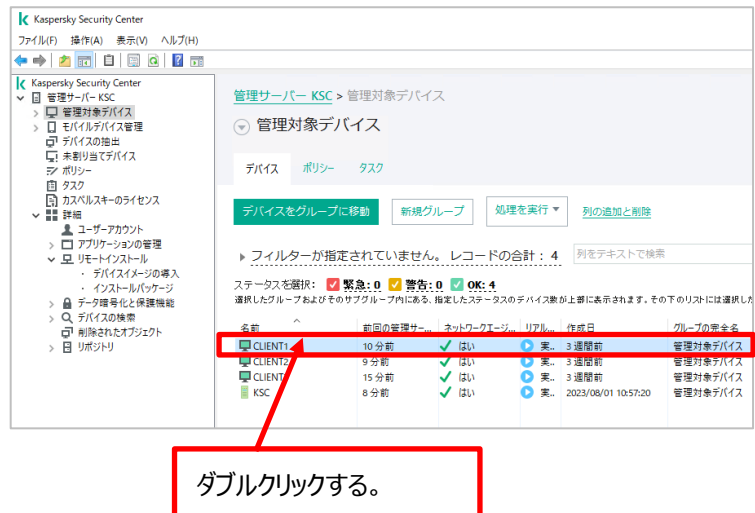 Kaspersky Security Center
ファイル(F) 操作(A) 表示(V) ヘルプ(H)
Kaspersky Security Center
管理サーバー KSC
管理対象デバイス
モバイルデバイス管理
デバイスの抽出
未割り当てデバイス
ポリシー
タスク
カスペルスキーのライセンス
詳細
ユーザーアカウント
アプリケーションの管理
リモートインストール
・ デバイスイメージの導入
・ インストールパッケージ
データ暗号化と保護機能
デバイスの検索
削除されたオブジェクト
リポジトリ
管理サーバー KSC > 管理対象デバイス
管理対象デバイス
デバイス ポリシー タスク
デバイスをグループに移動 新規グループ 処理を実行 列の追加と削除
フィルターが指定されていません。 レコードの合計： 4 列をテキストで検索
ステータスを選択： 緊急: 0 警告: 0 OK: 4
選択したグループおよびそのサブグループ内にある、指定したステータスのデバイス数が上部に表示されます。その下のリストには選択した
名前 前回の管理サー... ネットワークエージ... リアル... 作成日 グループの完全名
CLIENT1 10 分前 はい 実... 3 週間前 管理対象デバイス
CLIENT2 9 分前 はい 実... 3 週間前 管理対象デバイス
CLIENT 15 分前 はい 実... 3 週間前 管理対象デバイス
KSC 8 分前 はい 実... 2023/08/01 10:57:20 管理対象デバイス
ダブルクリックする。